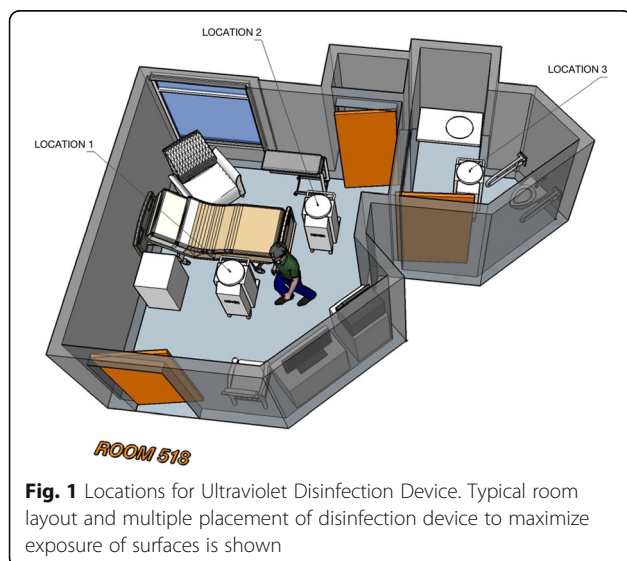 LOCATION 2
LOCATION 3
LOCATION 1
ROOM 518
Fig. 1 Locations for Ultraviolet Disinfection Device. Typical room
layout and multiple placement of disinfection device to maximize
exposure of surfaces is shown